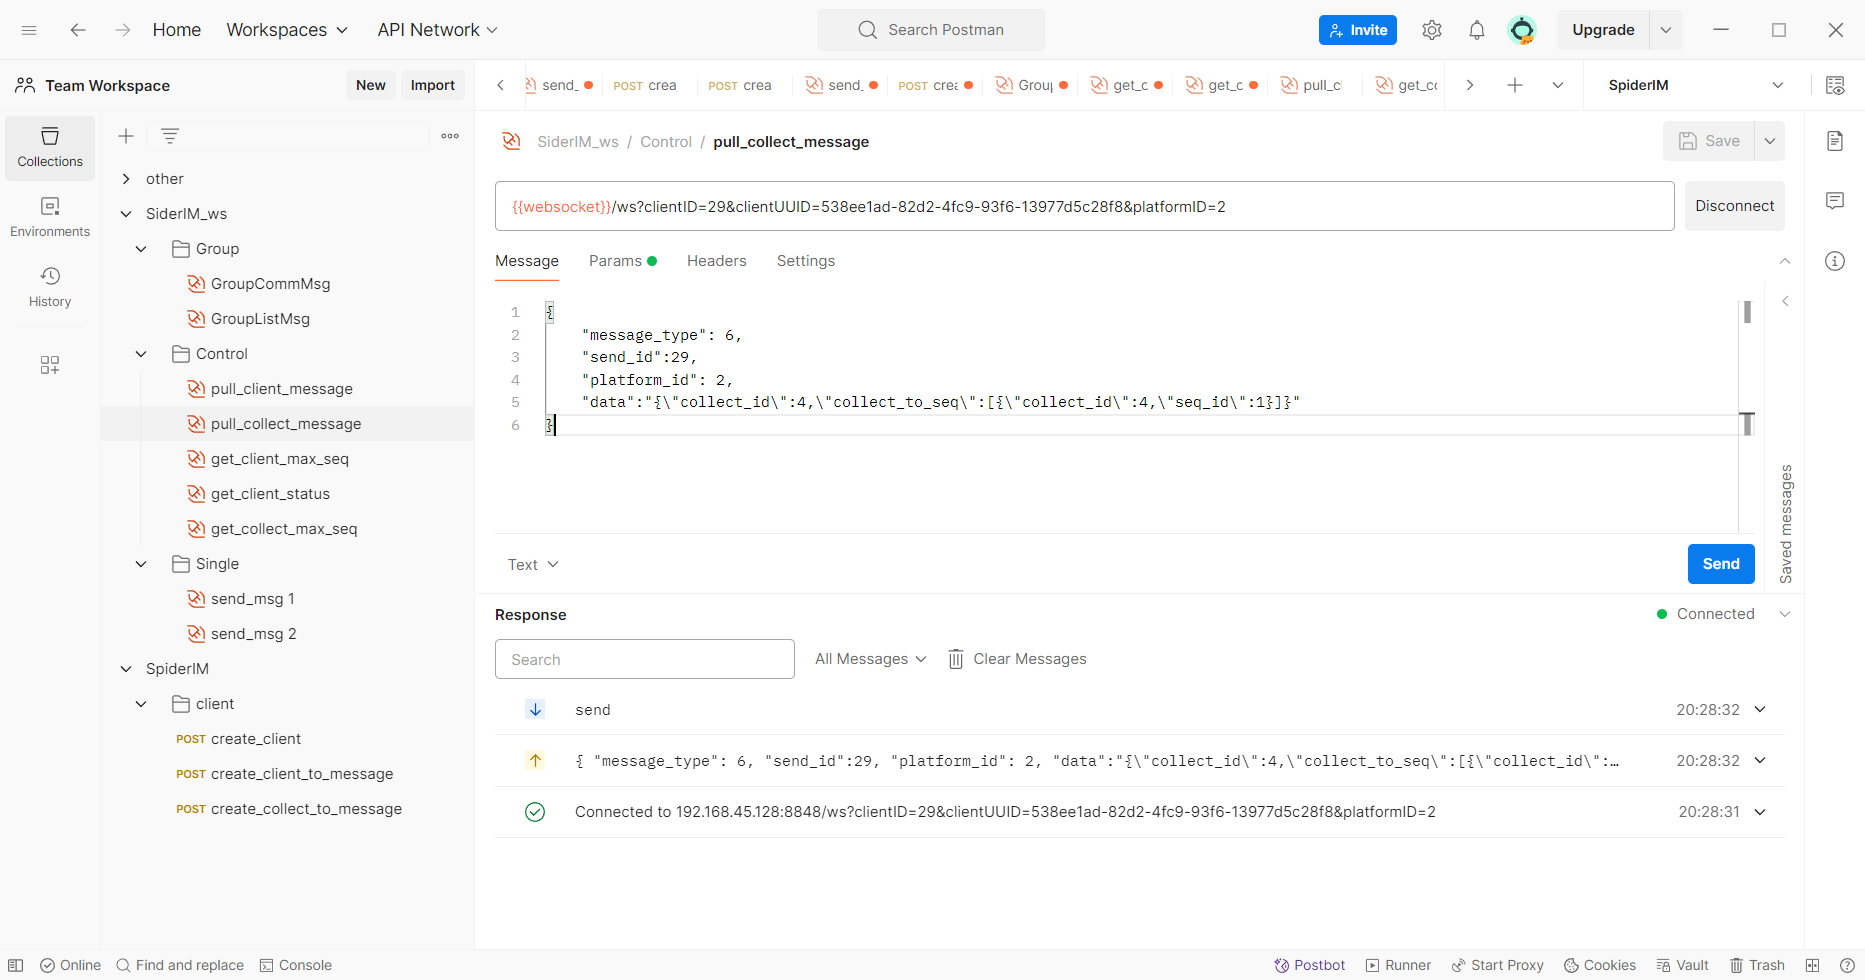 Home Workspaces API Network Search Postman Invite Upgrade
Team Workspace New Import
send_ POST crea POST crea send_ POST crea Group get_c get_c pull_c get_co SpiderIM
Collections
Environments
History
other
SiderIM_ws
Group
GroupCommMsg
GroupListMsg
Control
pull_client_message
pull_collect_message
get_client_max_seq
get_client_status
get_collect_max_seq
Single
send_msg 1
send_msg 2
SpiderIM
client
POST create_client
POST create_client_to_message
POST create_collect_to_message
SiderIM_ws / Control / pull_collect_message Save
{{websocket}}/ws?clientID=29&clientUUID=538ee1ad-82d2-4fc9-93f6-13977d5c28f8&platformID=2 Disconnect
Message Params Headers Settings
1 {
2 "message_type": 6,
3 "send_id":29,
4 "platform_id": 2,
5 "data":"{\"collect_id\":4,\"collect_to_seq\":[{\"collect_id\":4,\"seq_id\":1}]}"
6 }
Saved messages
Text Send
Response Connected
Search All Messages Clear Messages
send 20:28:32
{ "message_type": 6, "send_id":29, "platform_id": 2, "data":"{\"collect_id\":4,\"collect_to_seq\":[{\"collect_id\":… 20:28:32
Connected to 192.168.45.128:8848/ws?clientID=29&clientUUID=538ee1ad-82d2-4fc9-93f6-13977d5c28f8&platformID=2 20:28:31
Online Find and replace Console Postbot Runner Start Proxy Cookies Vault Trash